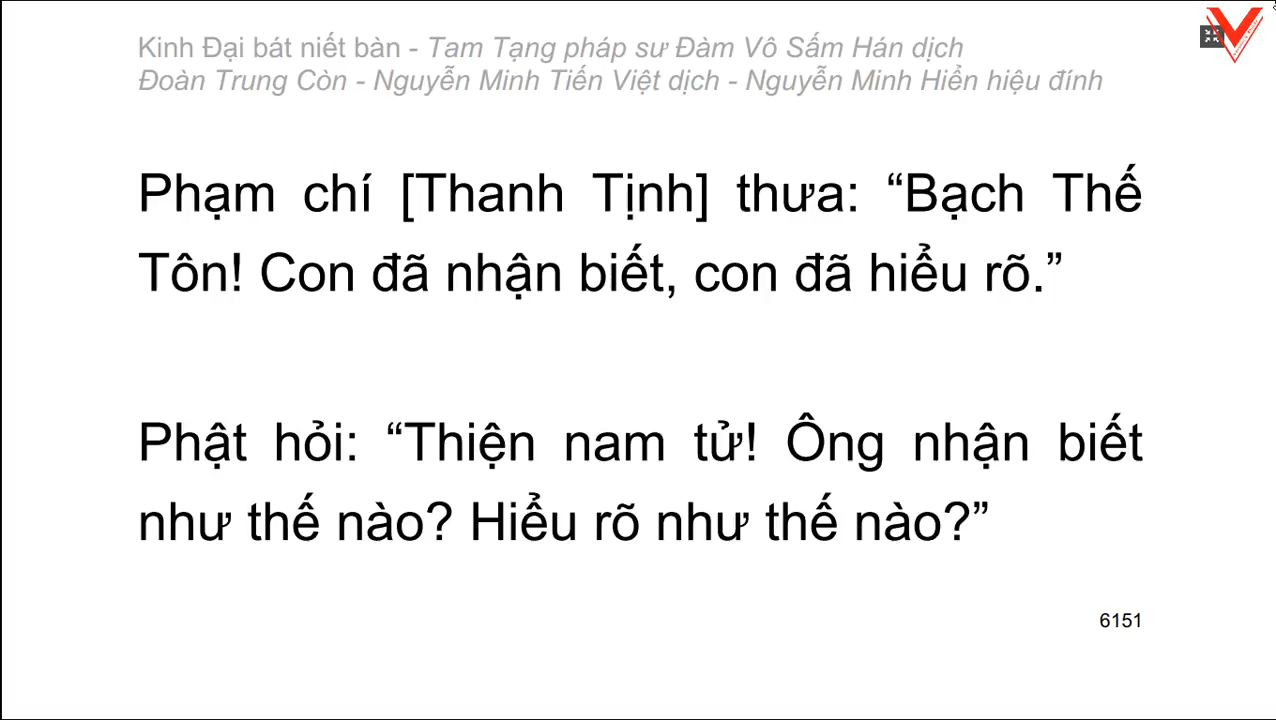 Kinh Đại bát niết bàn - Tam Tạng pháp sư Đàm Vô Sấm Hán dịch
Đoàn Trung Còn - Nguyễn Minh Tiến Việt dịch - Nguyễn Minh Hiển hiệu đính
Phạm chí [Thanh Tịnh] thưa: “Bạch Thế
Tôn! Con đã nhận biết, con đã hiểu rõ.”
Phật hỏi: “Thiện nam tử! Ông nhận biết
như thế nào? Hiểu rõ như thế nào?”
6151